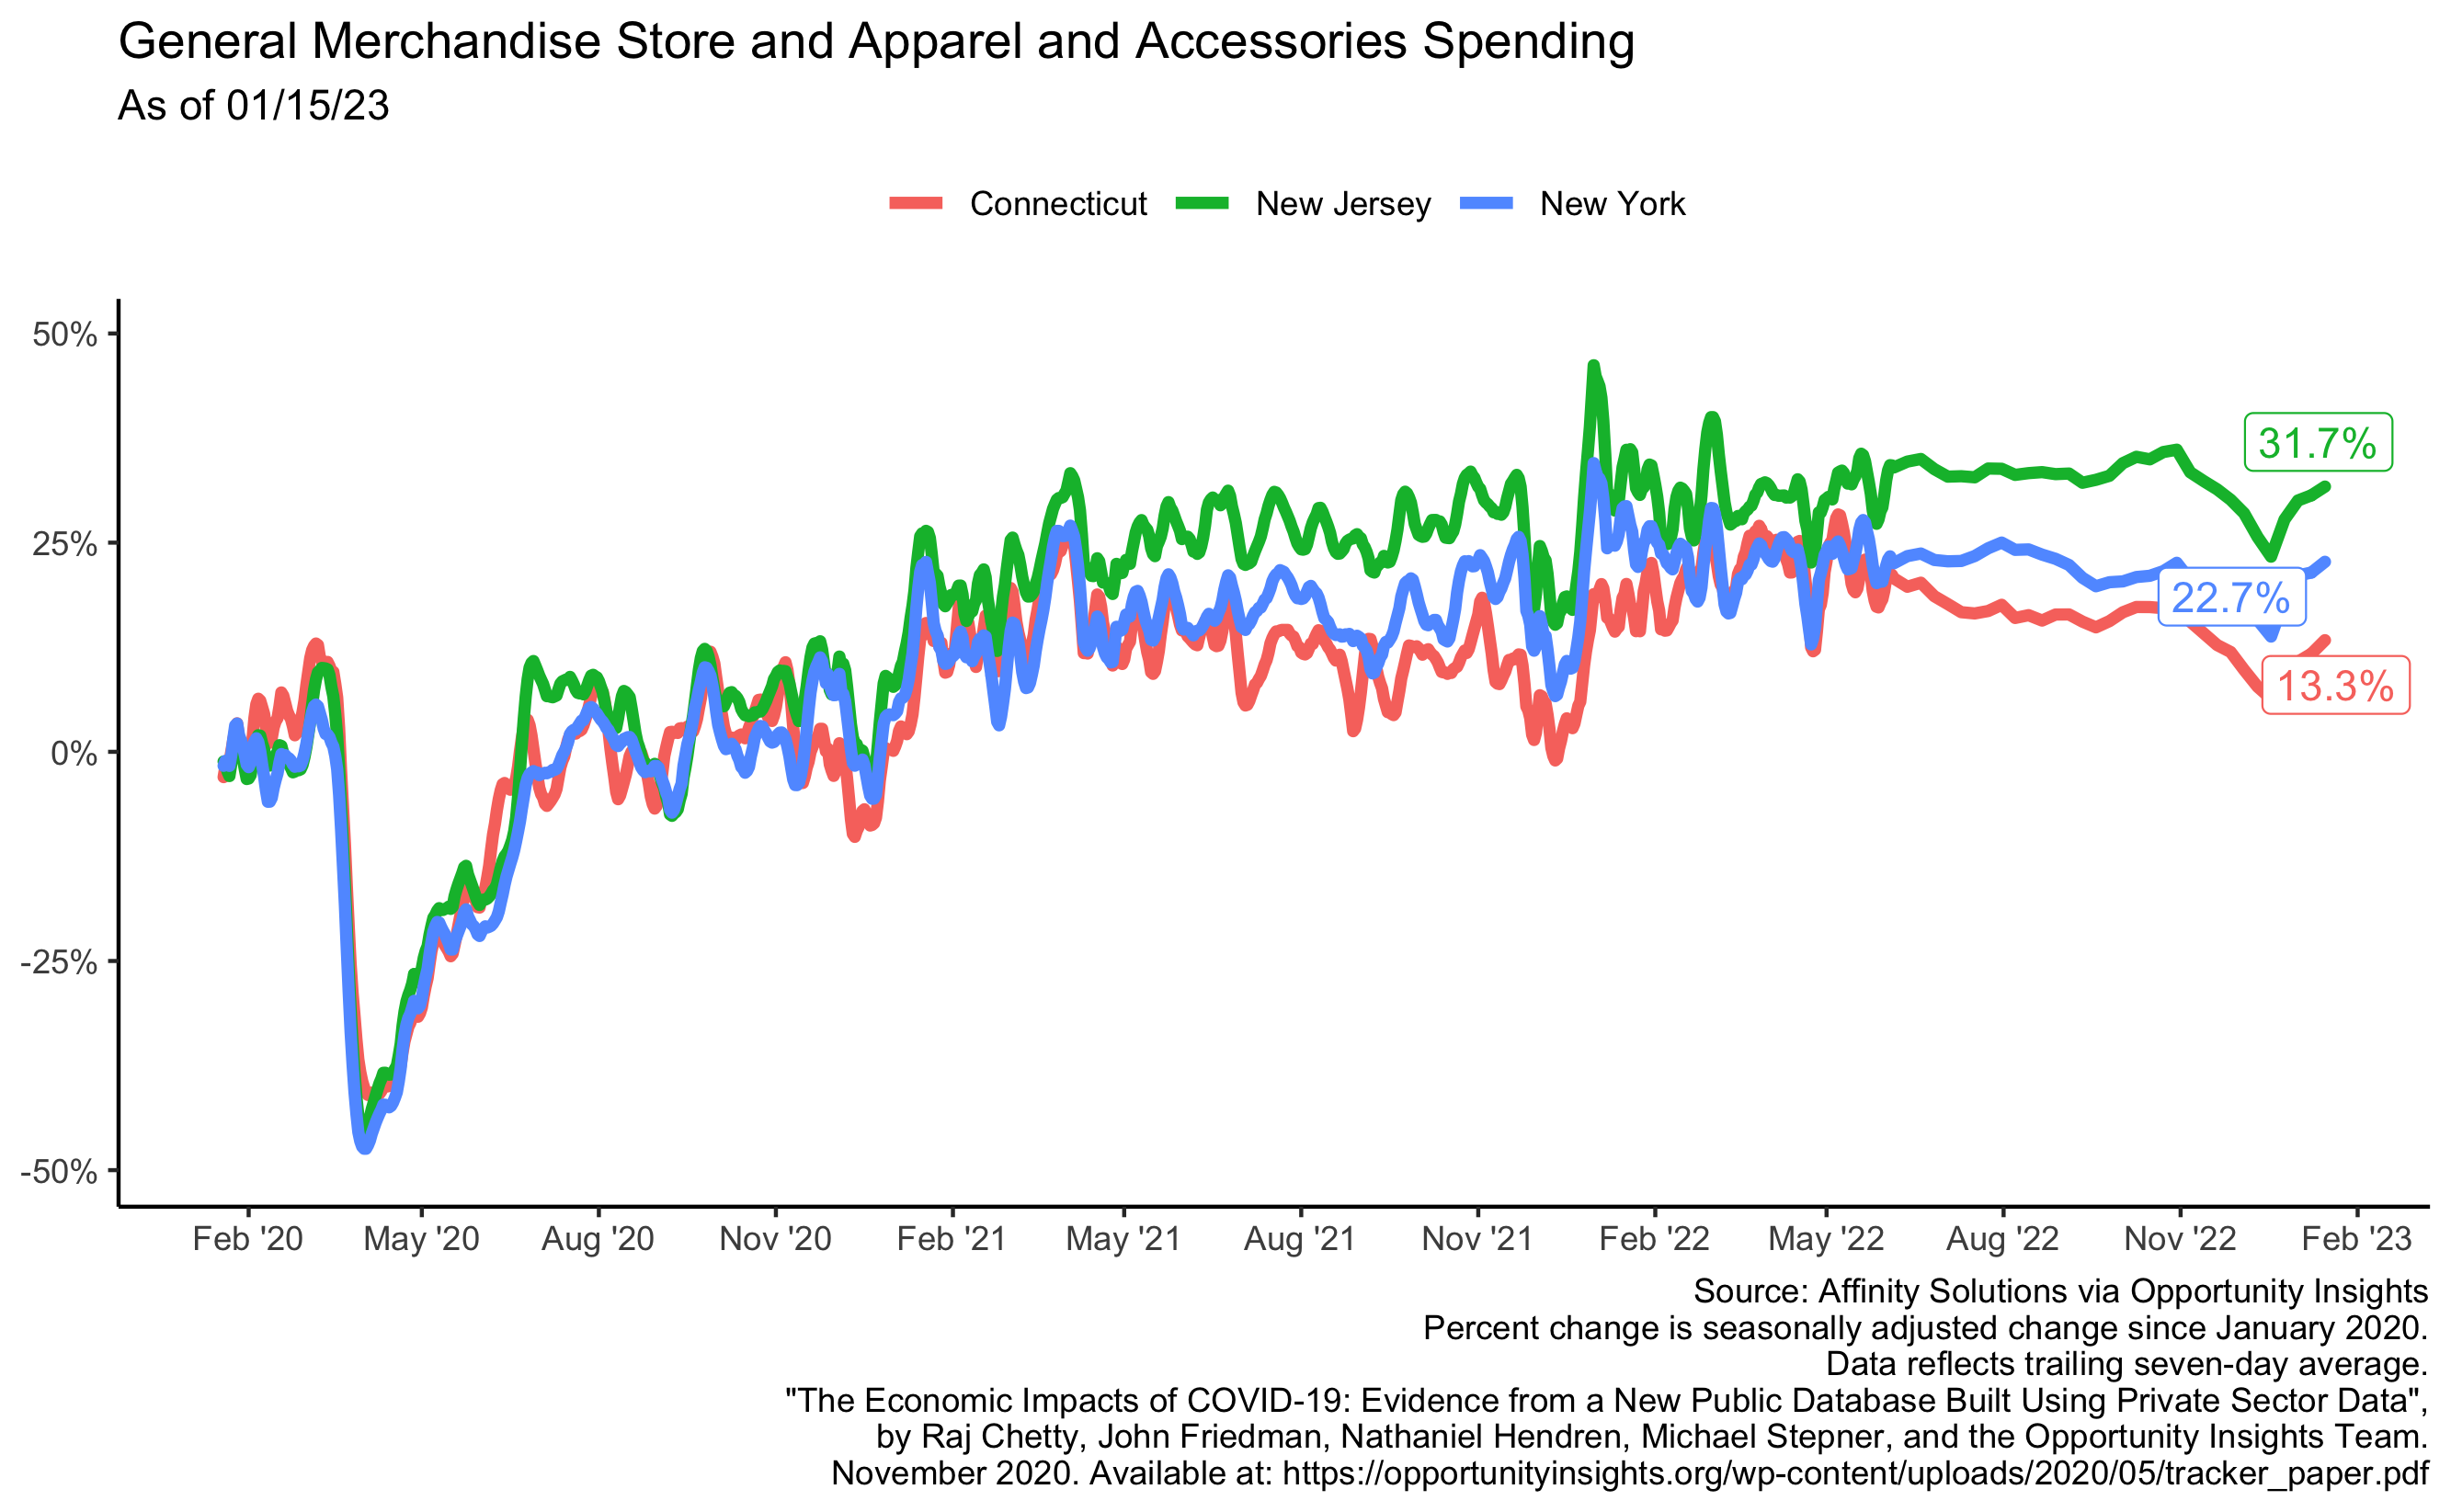 General Merchandise Store and Apparel and Accessories Spending
As of 01/15/23
Connecticut New Jersey New York
50%
25%
0%
-25%
-50%
31.7%
22.7%
13.3%
Feb '20 May '20 Aug '20 Nov '20 Feb '21 May '21 Aug '21 Nov '21 Feb '22 May '22 Aug '22 Nov '22 Feb '23
Source: Affinity Solutions via Opportunity Insights
Percent change is seasonally adjusted change since January 2020.
Data reflects trailing seven-day average.
"The Economic Impacts of COVID-19: Evidence from a New Public Database Built Using Private Sector Data",
by Raj Chetty, John Friedman, Nathaniel Hendren, Michael Stepner, and the Opportunity Insights Team.
November 2020. Available at: https://opportunityinsights.org/wp-content/uploads/2020/05/tracker_paper.pdf